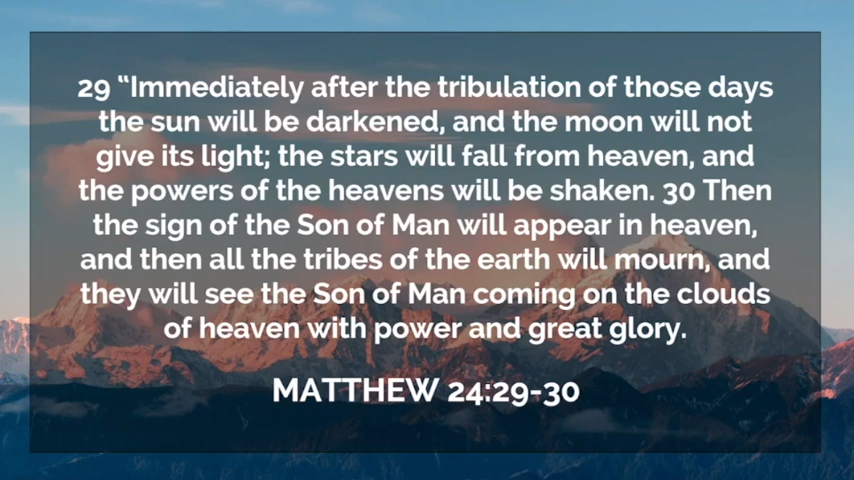 29 “Immediately after the tribulation of those days
the sun will be darkened, and the moon will not
give its light; the stars will fall from heaven, and
the powers of the heavens will be shaken. 30 Then
the sign of the Son of Man will appear in heaven,
and then all the tribes of the earth will mourn, and
they will see the Son of Man coming on the clouds
of heaven with power and great glory.
MATTHEW 24:29-30